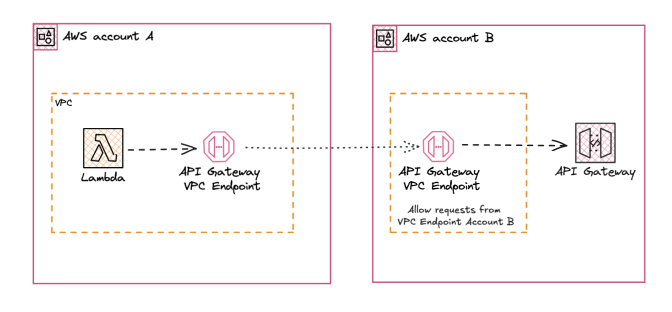 AWS account A
AWS account B
VPC
Lambda
API Gateway
VPC Endpoint
API Gateway
VPC Endpoint
Allow requests from
VPC Endpoint Account B
API Gateway